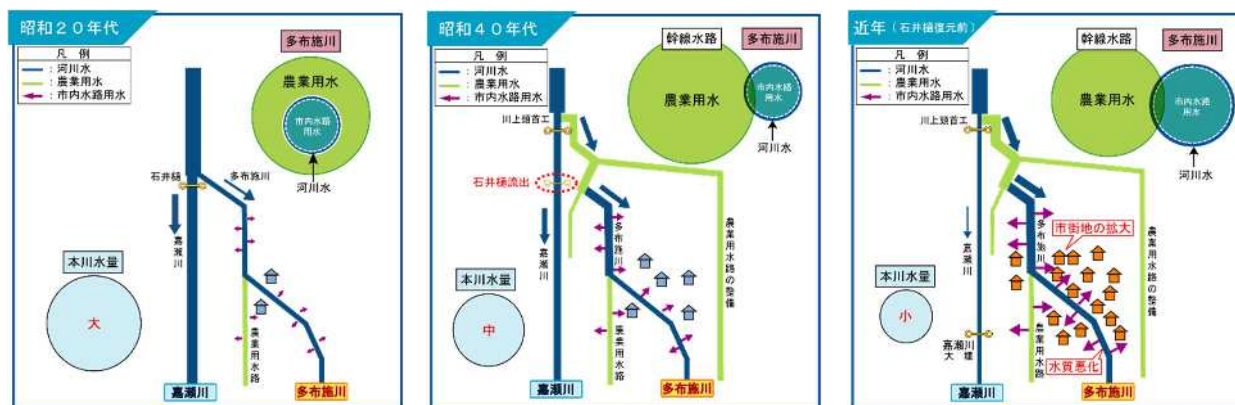 昭和20年代
凡 例
:河川水
:農業用水
:市内水路用水
多布施川
農業用水
市内水路
用水
河川水
石井樋
多布施川
嘉瀬川
本川水量
大
農業用水路
嘉瀬川
多布施川
昭和40年代
凡 例
:河川水
:農業用水
:市内水路用水
幹線水路
多布施川
農業用水
市内水路
用水
河川水
川上頭首工
石井樋流出
嘉瀬川
多布施川
農業用水路の整備
本川水量
中
農業用水路
嘉瀬川
多布施川
近年(石井樋復元前)
凡 例
:河川水
:農業用水
:市内水路用水
幹線水路
多布施川
農業用水
市内水路
用水
河川水
川上頭首工
市街地の拡大
嘉瀬川
多布施川
農業用水路の整備
本川水量
小
嘉瀬川
大堰
農業用水路
水質悪化
嘉瀬川
多布施川